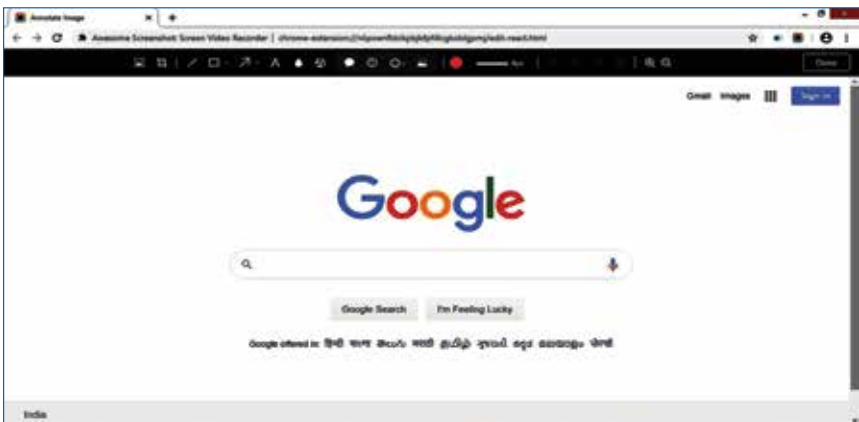 Annotate Image
Awesome Screenshot Screen Video Recorder | chrome-extension://
Gmail Images Sign in
Google
Google Search I'm Feeling Lucky
Google offered in: हिन्दी বাংলা తెలుగు मराठी தமிழ் ગુજરાતી ಕನ್ನಡ മലയാളം ਪੰਜਾਬੀ
India